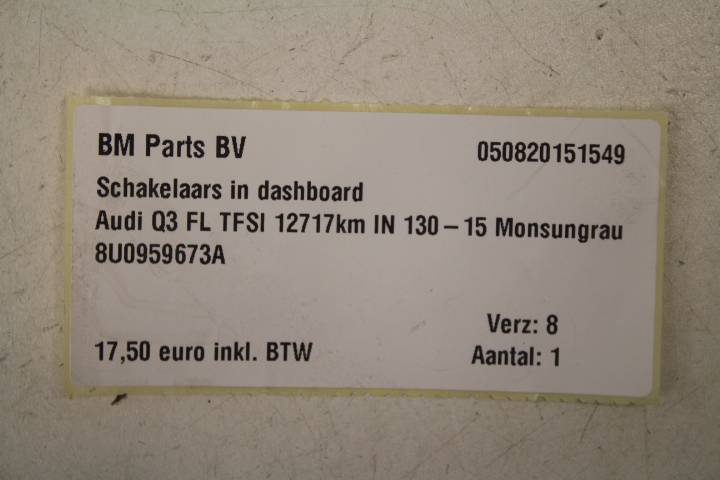 BM Parts BV 050820151549
Schakelaars in dashboard
Audi Q3 FL TFSI 12717km IN 130 – 15 Monsungrau
8U0959673A
Verz: 8
17,50 euro inkl. BTW Aantal: 1